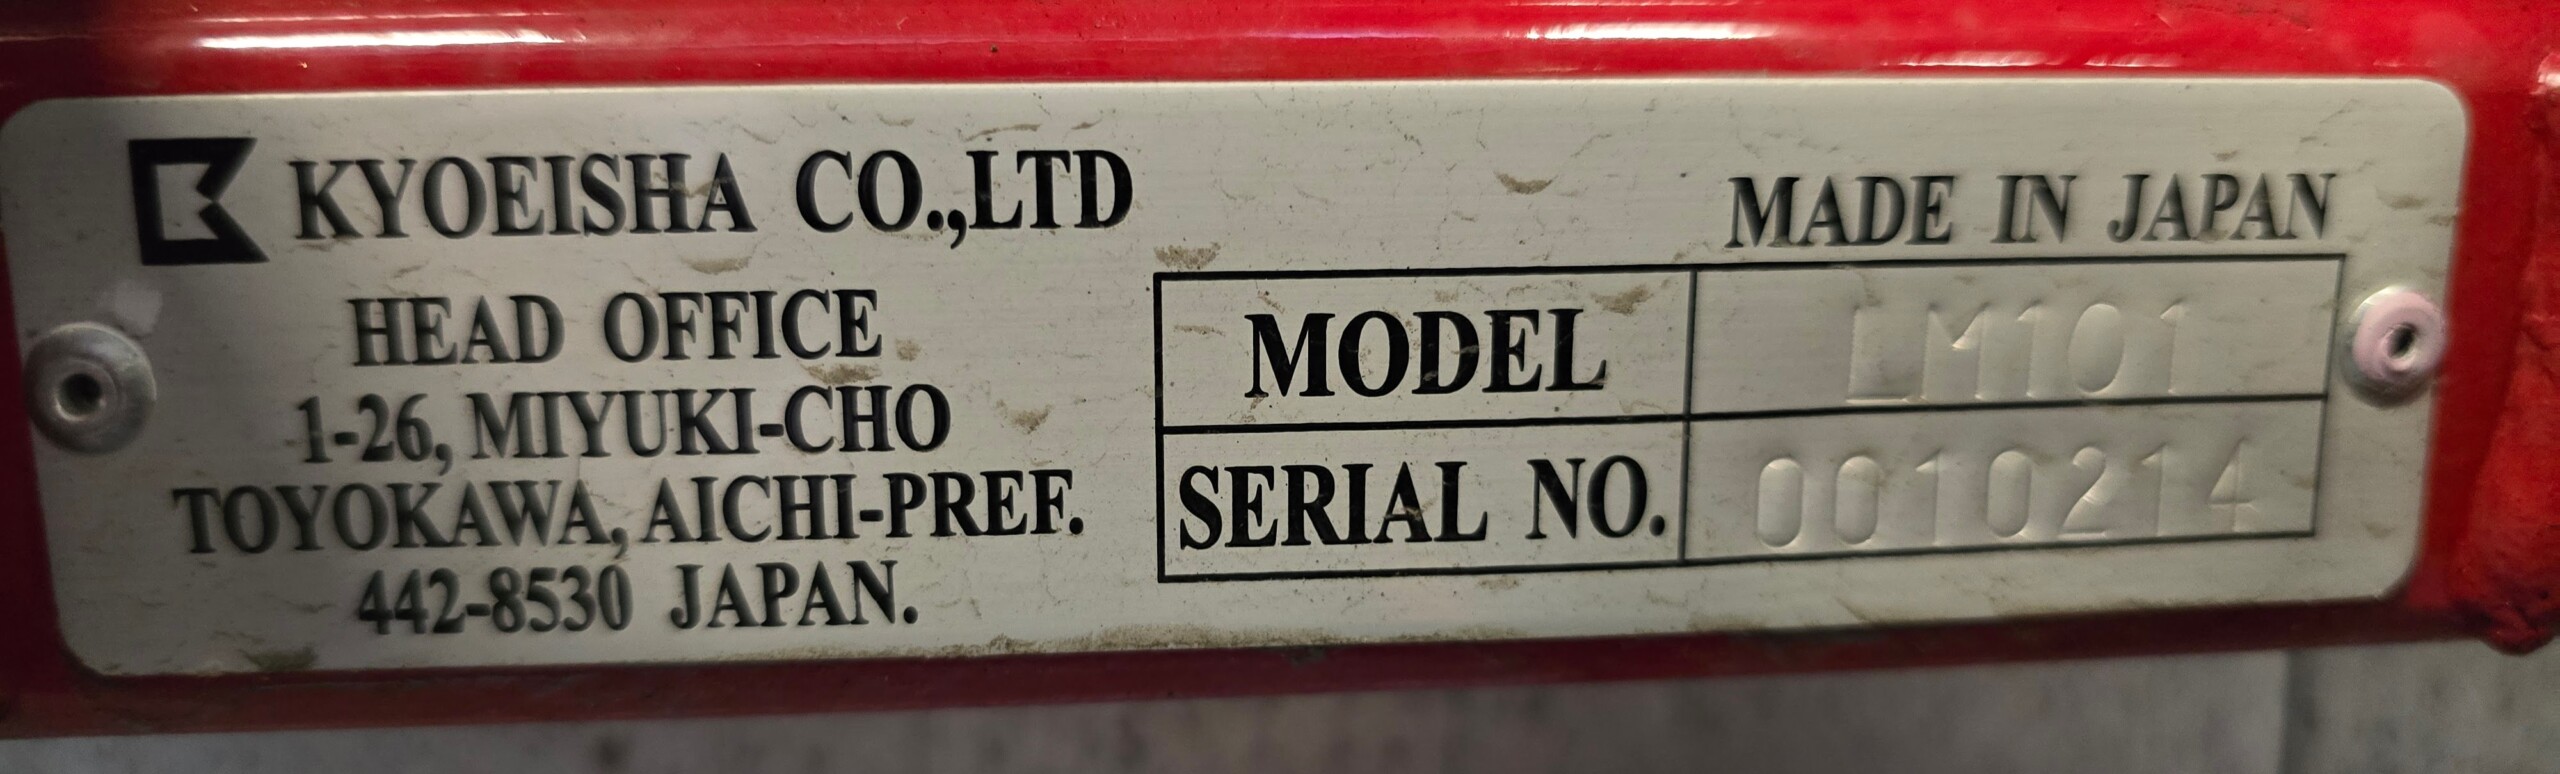 KYOEISHA CO.,LTD
HEAD OFFICE
1-26, MIYUKI-CHO
TOYOKAWA, AICHI-PREF.
442-8530 JAPAN.
MADE IN JAPAN
MODEL LM101
SERIAL NO. 0010214